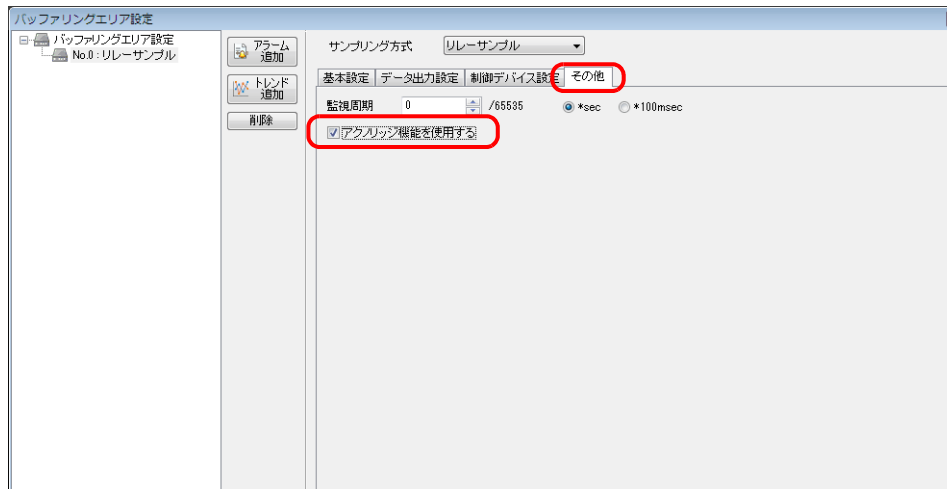 バッファリングエリア設定
バッファリングエリア設定
No.0 : リレーサンプル
アラーム
追加
トレンド
追加
削除
サンプリング方式 リレーサンプル
基本設定 データ出力設定 制御デバイス設定 その他
監視周期 0 /65535 *sec *100msec
アクノリッジ機能を使用する